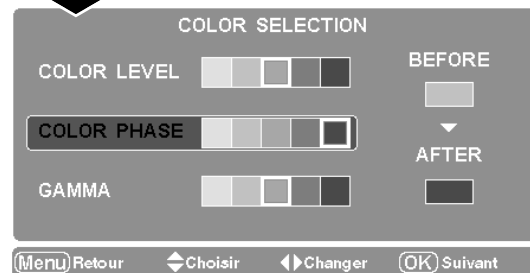 COLOR SELECTION
COLOR LEVEL
BEFORE
COLOR PHASE
AFTER
GAMMA
Menu Retour Choisir Changer OK Suivant